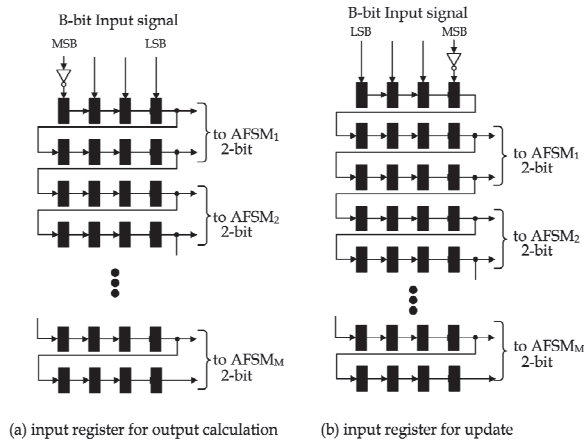 B-bit Input signal
MSB
LSB
to AFSM1
2-bit
to AFSM2
2-bit
to AFSMM
2-bit
(a) input register for output calculation
B-bit Input signal
LSB
MSB
to AFSM1
2-bit
to AFSM2
2-bit
to AFSMM
2-bit
(b) input register for update